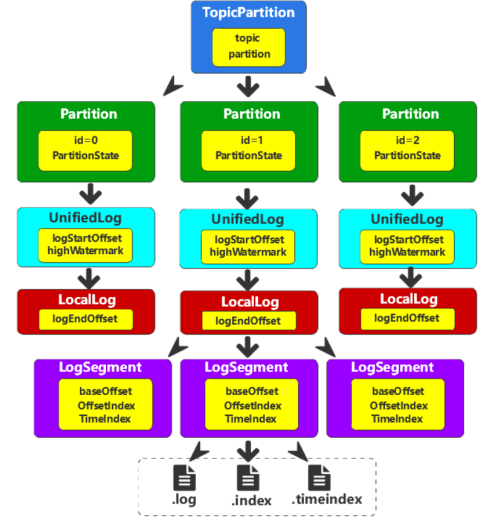 TopicPartition
topic
partition
Partition
id=0
PartitionState
Partition
id=1
PartitionState
Partition
id=2
PartitionState
UnifiedLog
logStartOffset
highWatermark
UnifiedLog
logStartOffset
highWatermark
UnifiedLog
logStartOffset
highWatermark
LocalLog
logEndOffset
LocalLog
logEndOffset
LocalLog
logEndOffset
LogSegment
baseOffset
OffsetIndex
TimeIndex
LogSegment
baseOffset
OffsetIndex
TimeIndex
LogSegment
baseOffset
OffsetIndex
TimeIndex
.log
.index
.timeindex